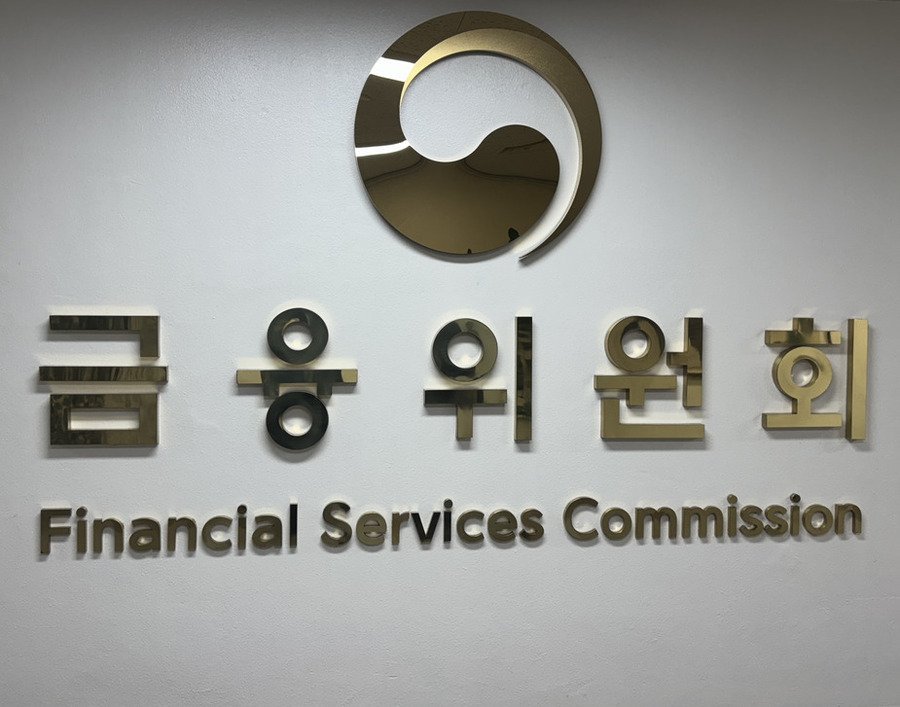 금융위원회
Financial Services Commission